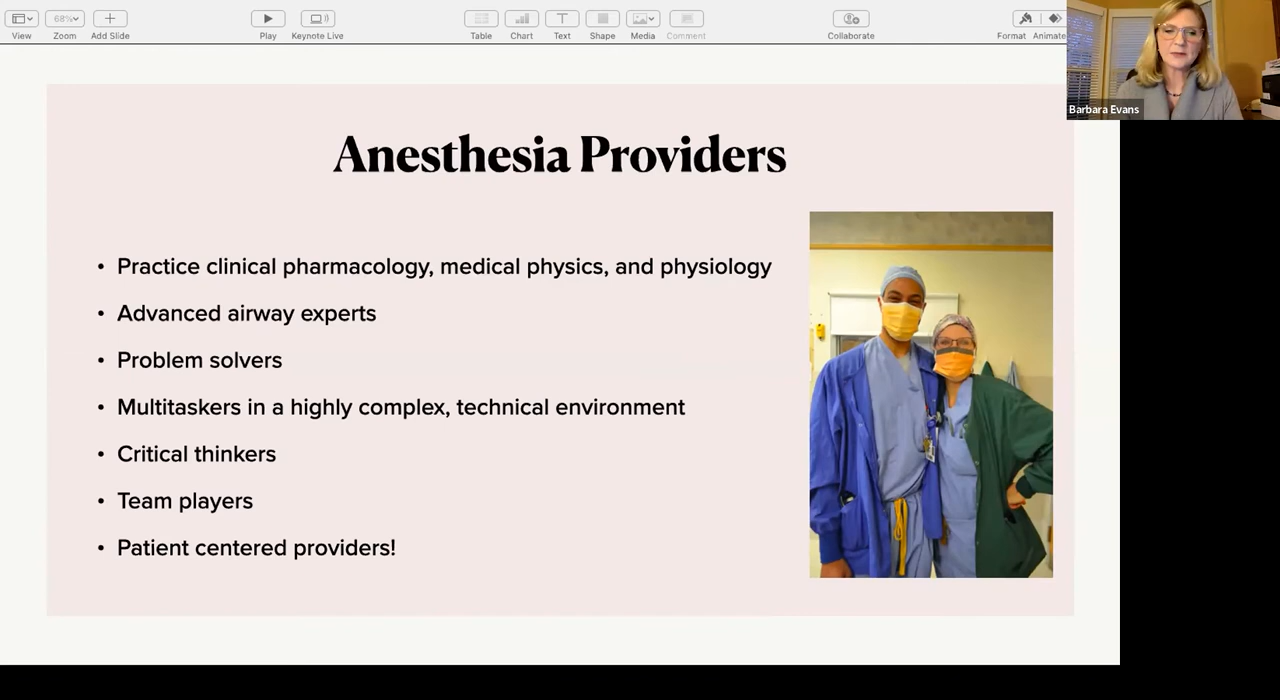 View
68%
Zoom
Add Slide
Play
Keynote Live
Table
Chart
Text
Shape
Media
Comment
Collaborate
Format
Animate
Barbara Evans
Anesthesia Providers
• Practice clinical pharmacology, medical physics, and physiology
• Advanced airway experts
• Problem solvers
• Multitaskers in a highly complex, technical environment
• Critical thinkers
• Team players
• Patient centered providers!